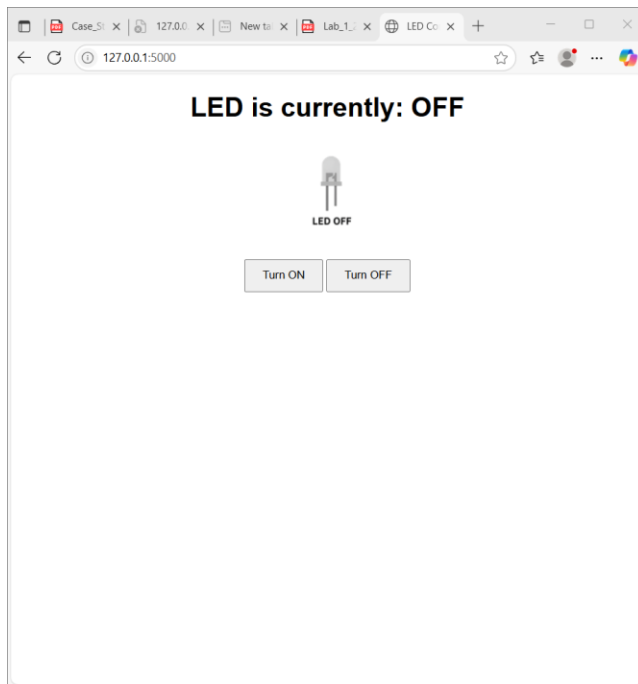 Case_St
127.0.0.
New ta
Lab_1_
LED Co
127.0.0.1:5000
LED is currently: OFF
LED OFF
Turn ON Turn OFF